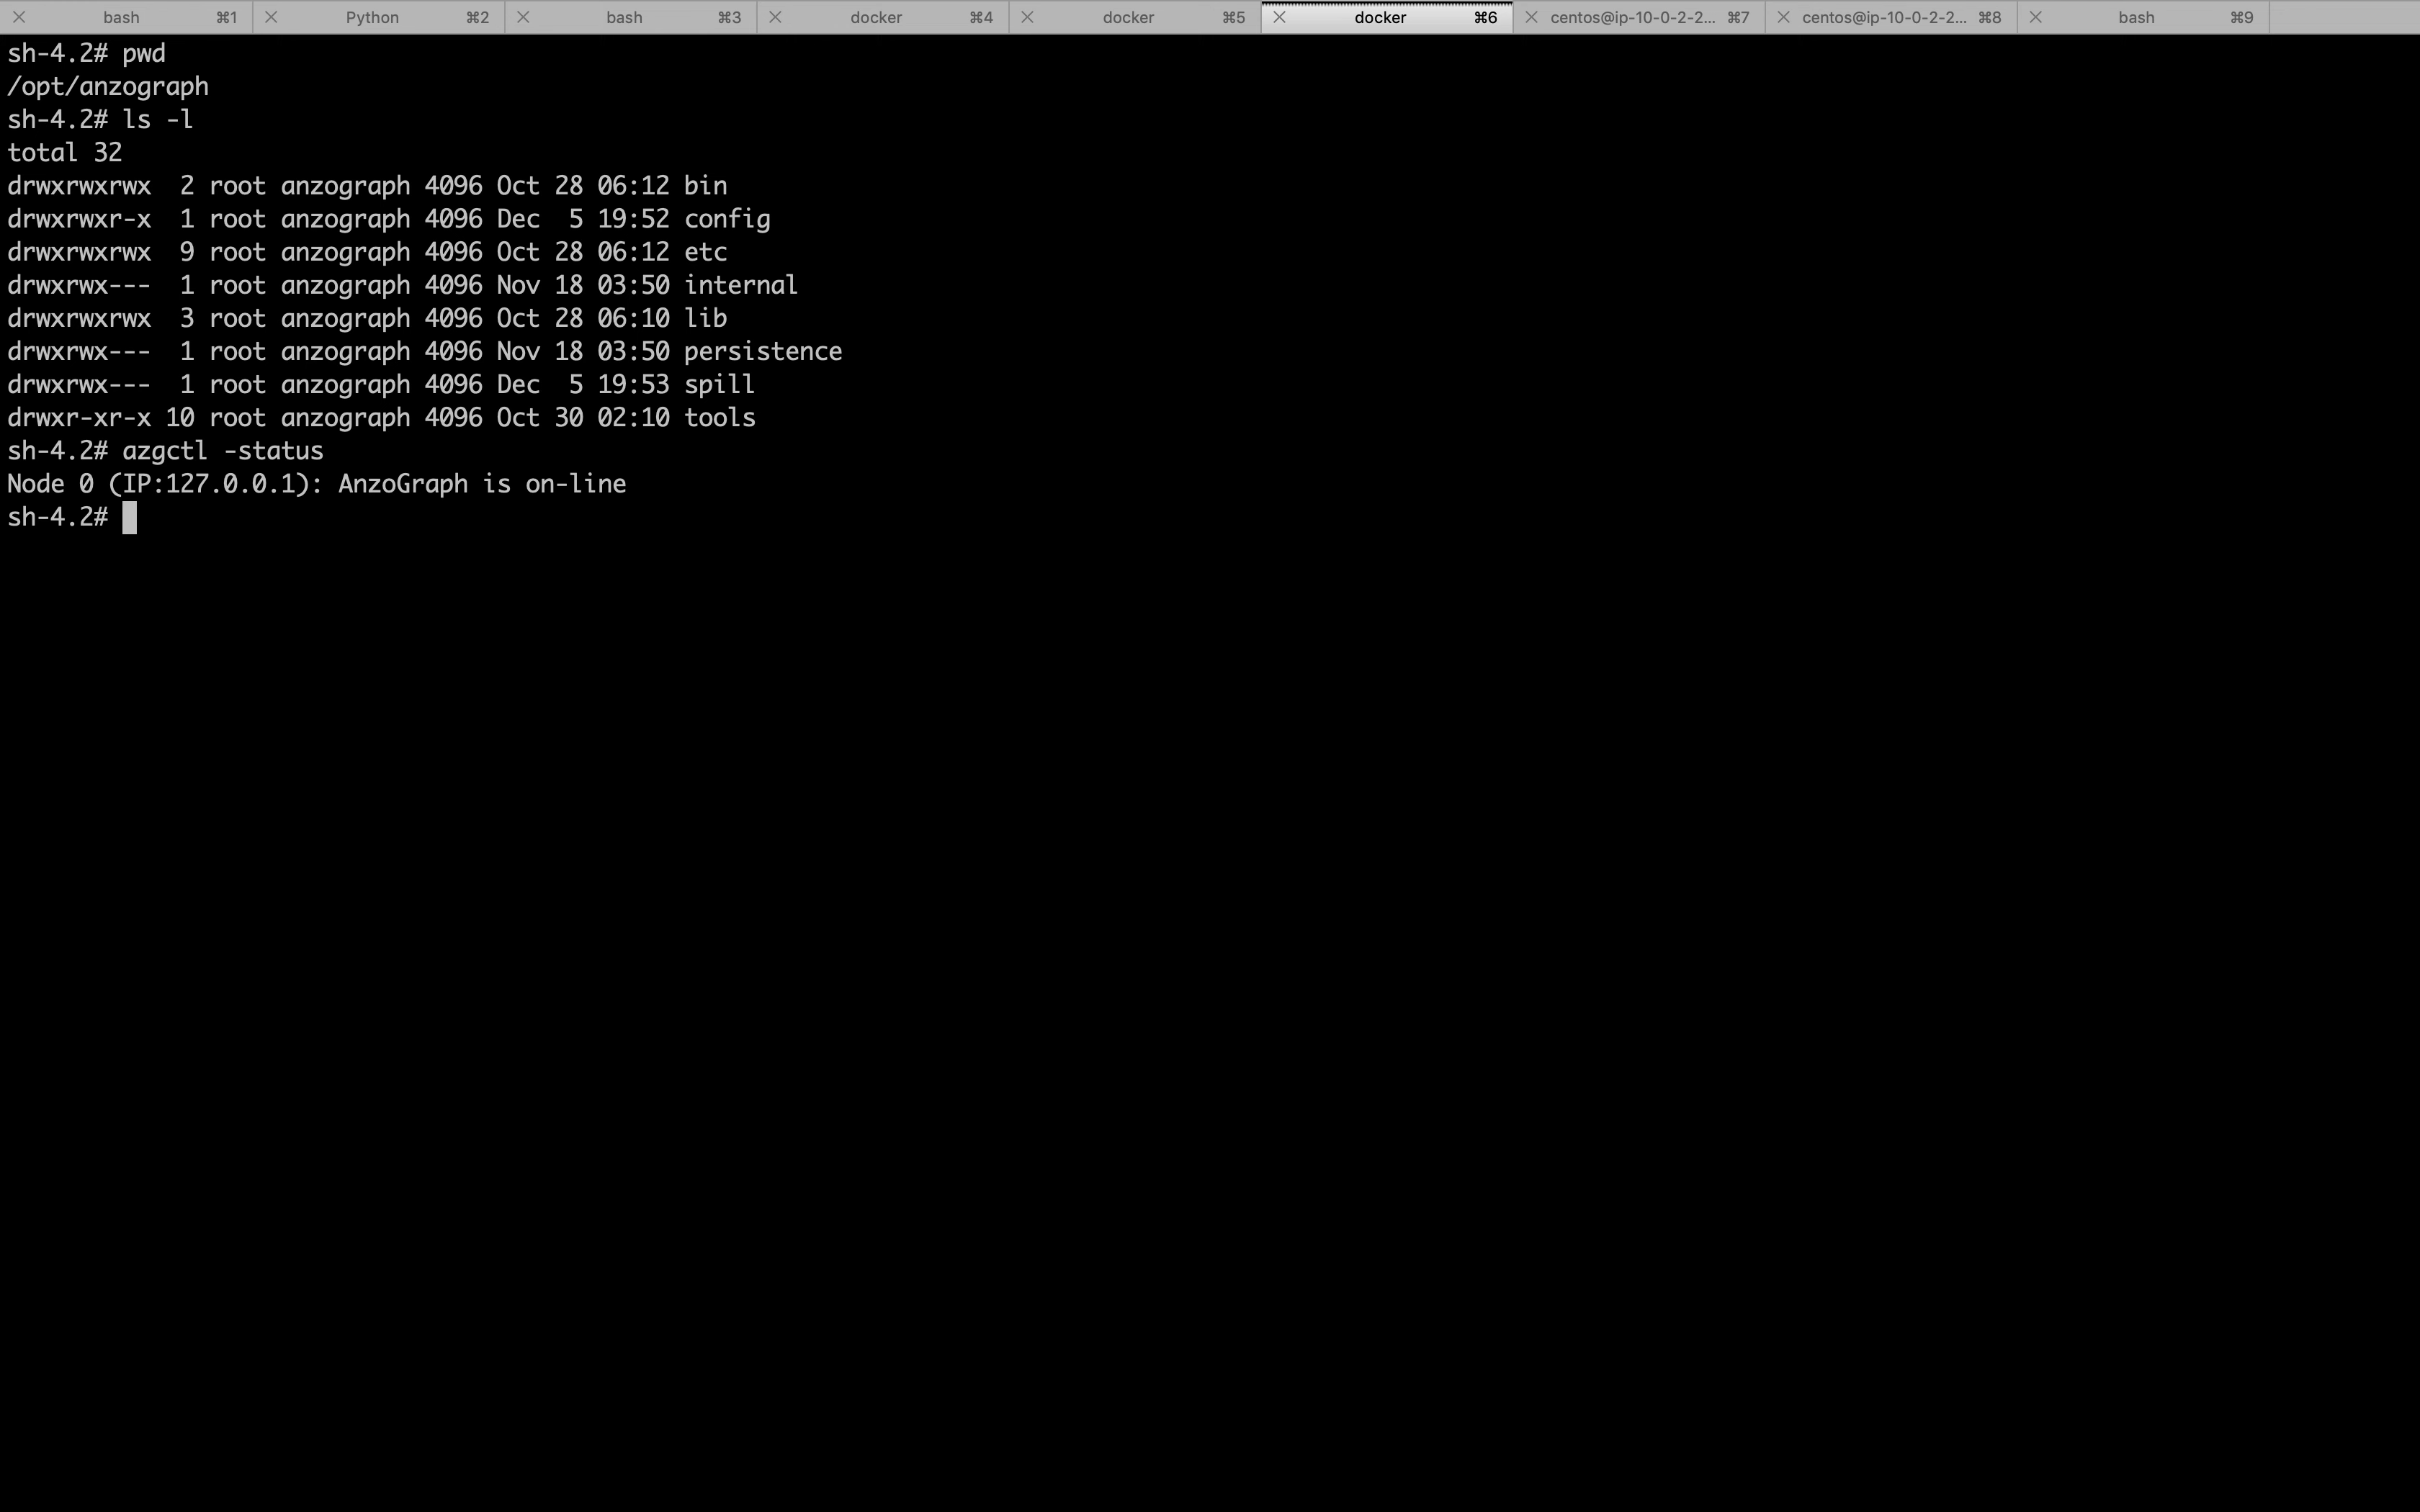 bash ⌘1 Python ⌘2 bash ⌘3 docker ⌘4 docker ⌘5 docker ⌘6 centos@ip-10-0-2-2... ⌘7 centos@ip-10-0-2-2... ⌘8 bash ⌘9
sh-4.2# pwd
/opt/anzograph
sh-4.2# ls -l
total 32
drwxrwxrwx  2 root anzograph 4096 Oct 28 06:12 bin
drwxrwxr-x  1 root anzograph 4096 Dec  5 19:52 config
drwxrwxrwx  9 root anzograph 4096 Oct 28 06:12 etc
drwxrwx---  1 root anzograph 4096 Nov 18 03:50 internal
drwxrwxrwx  3 root anzograph 4096 Oct 28 06:10 lib
drwxrwx---  1 root anzograph 4096 Nov 18 03:50 persistence
drwxrwx---  1 root anzograph 4096 Dec  5 19:53 spill
drwxr-xr-x 10 root anzograph 4096 Oct 30 02:10 tools
sh-4.2# azgctl -status
Node 0 (IP:127.0.0.1): AnzoGraph is on-line
sh-4.2#